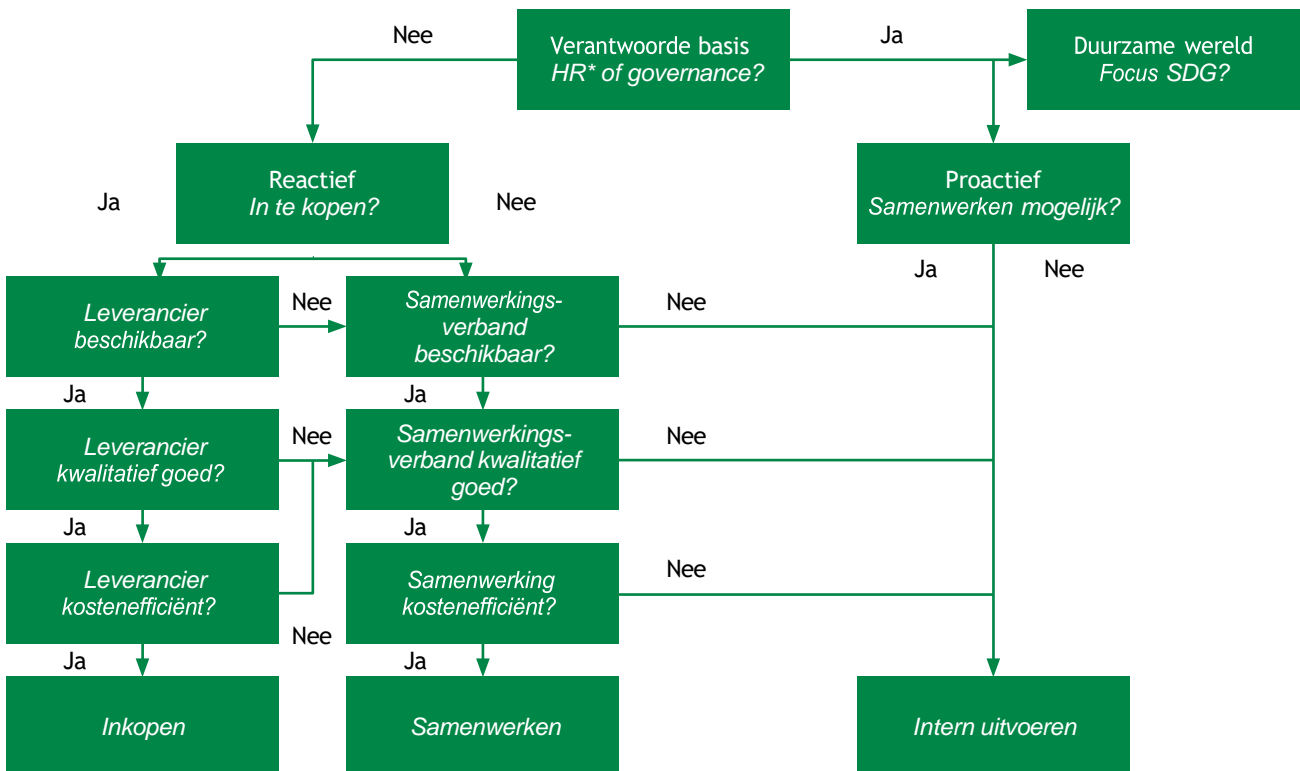 Nee
Verantwoorde basis
HR* of governance?
Ja
Duurzame wereld
Focus SDG?
Ja
Reactief
In te kopen?
Nee
Proactief
Samenwerken mogelijk?
Ja
Nee
Leverancier
beschikbaar?
Nee
Samenwerkings-
verband
beschikbaar?
Nee
Ja
Ja
Leverancier
kwalitatief goed?
Nee
Samenwerkings-
verband kwalitatief
goed?
Nee
Ja
Ja
Leverancier
kostenefficiënt?
Nee
Samenwerking
kostenefficiënt?
Nee
Ja
Ja
Inkopen
Samenwerken
Intern uitvoeren